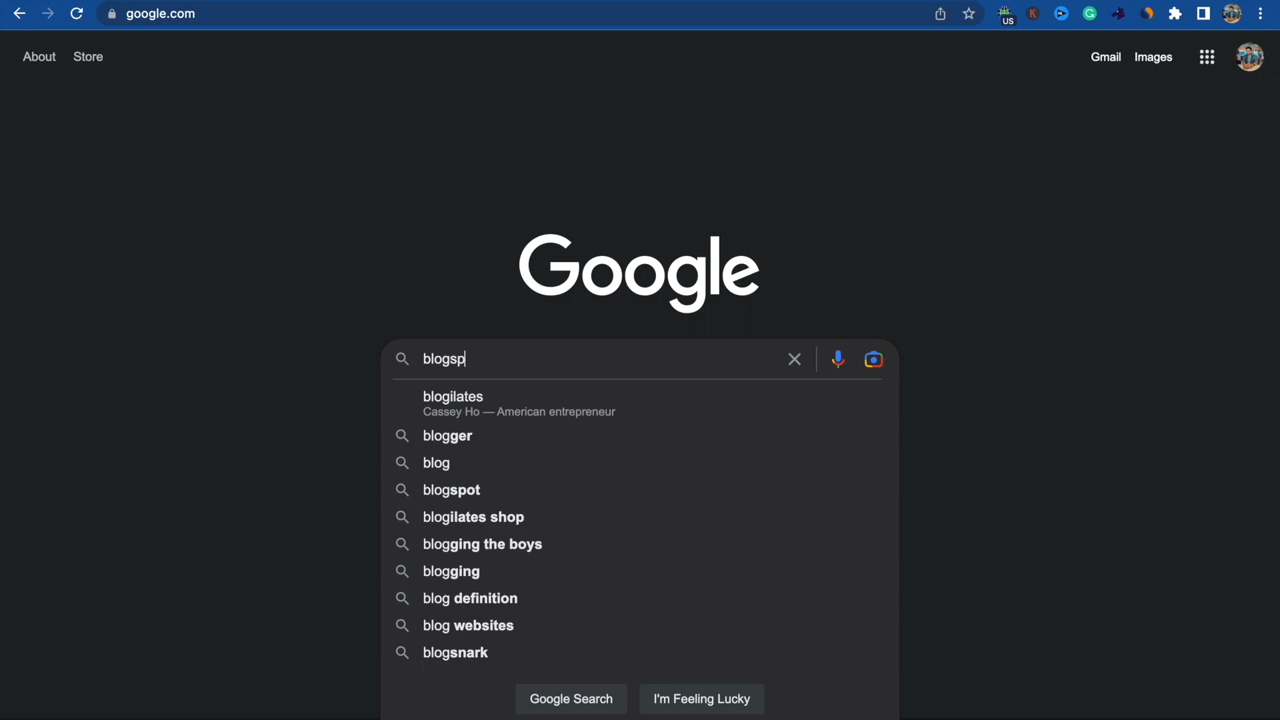 google.com
US
About Store
Gmail Images
Google
blogsp
blogilates
Cassey Ho — American entrepreneur
blogger
blog
blogspot
blogilates shop
blogging the boys
blogging
blog definition
blog websites
blogsnark
Google Search I'm Feeling Lucky